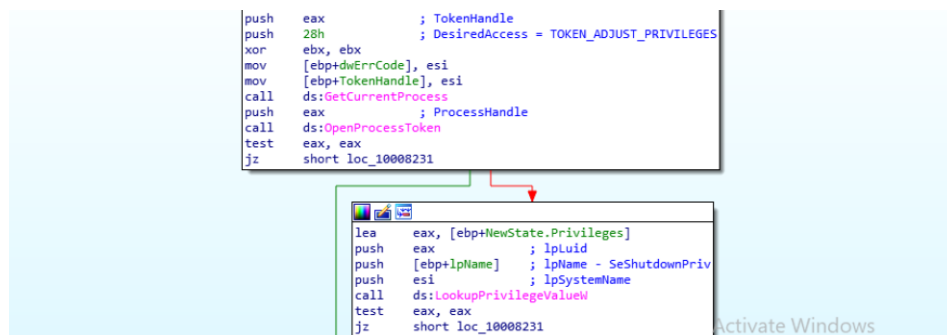 push eax ; TokenHandle
push 28h ; DesiredAccess = TOKEN_ADJUST_PRIVILEGES
xor ebx, ebx
mov [ebp+dwErrCode], esi
mov [ebp+TokenHandle], esi
call ds:GetCurrentProcess
push eax ; ProcessHandle
call ds:OpenProcessToken
test eax, eax
jz short loc_10008231
lea eax, [ebp+NewState.Privileges]
push eax ; lpLuid
push [ebp+lpName] ; lpName - SeShutdownPriv
push esi ; lpSystemName
call ds:LookupPrivilegeValueW
test eax, eax
jz short loc_10008231
Activate Windows